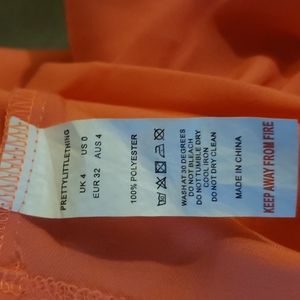 PRETTYLITTLETHING
UK 4 US 0
EUR 32 AUS 4
100% POLYESTER
WASH AT 30 DEGREES
DO NOT BLEACH
DO NOT TUMBLE DRY
COOL IRON
DO NOT DRY CLEAN
MADE IN CHINA
KEEP AWAY FROM FIRE